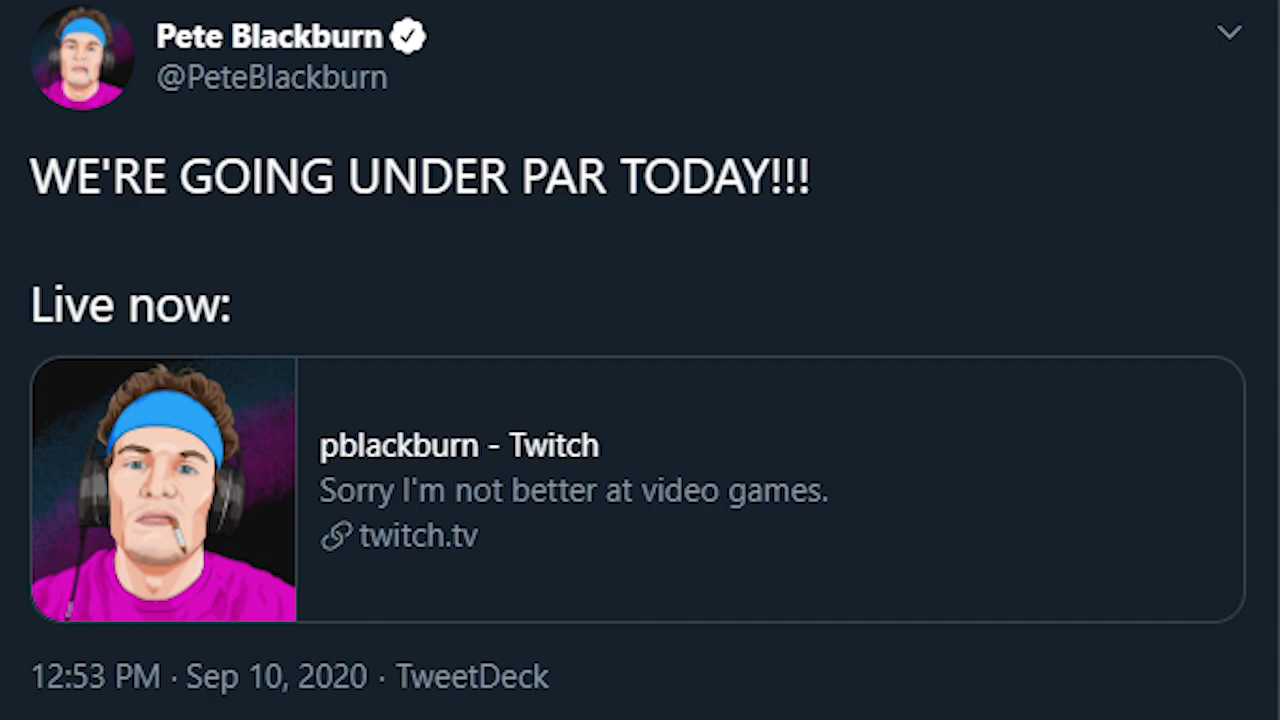 Pete Blackburn
@PeteBlackburn
WE'RE GOING UNDER PAR TODAY!!!
Live now:
pblackburn - Twitch
Sorry I'm not better at video games.
twitch.tv
12:53 PM · Sep 10, 2020 · TweetDeck